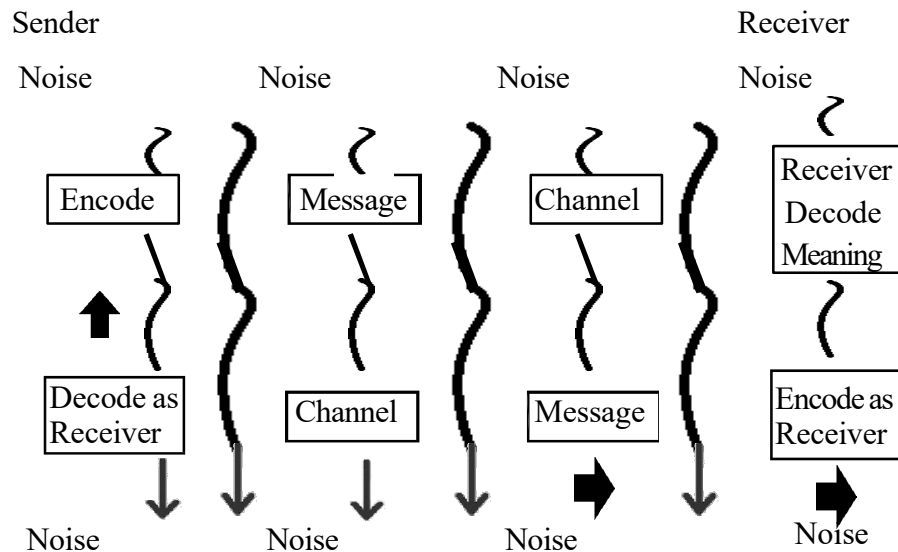 Sender Receiver
Noise Noise Noise Noise
Encode Message Channel Receiver
Decode
Meaning
Decode as
Receiver
Channel Message Encode as
Receiver
Noise Noise Noise Noise